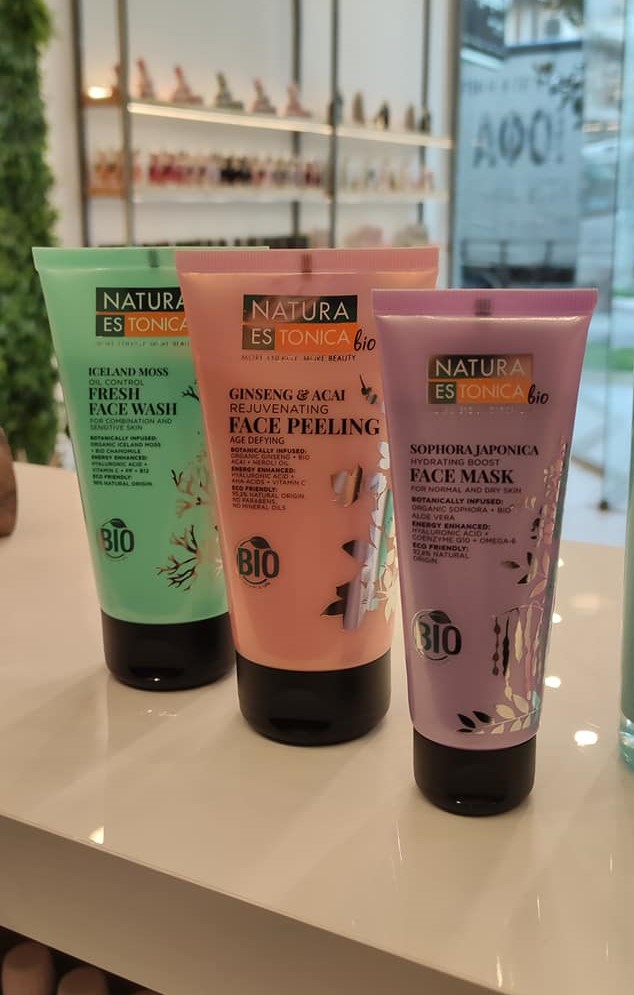 NATURA
ES TONICA
ICELAND MOSS
OIL CONTROL
FRESH
FACE WASH
FOR COMBINATION AND
SENSITIVE SKIN
BOTANICALLY INFUSED:
ORGANIC ICELAND MOSS
+ BIO CHAMOMILE
ENERGY ENHANCED:
HYALURONIC ACID +
VITAMIN C + PP + B12
ECO FRIENDLY:
NATURAL ORIGIN
BIO
NATURA
ES TONICA bio
MORE ENERGY. MORE BEAUTY
GINSENG & ACAI
REJUVENATING
FACE PEELING
AGE DEFYING
BOTANICALLY INFUSED:
ORGANIC GINSENG + BIO
ACAI + NEROLI OIL
ENERGY ENHANCED:
HYALURONIC ACID +
AHA-ACIDS + VITAMIN C
ECO FRIENDLY:
NATURAL ORIGIN.
NO PARABENS.
NO MINERAL OILS
BIO
NATURA
ES TONICA bio
SOPHORA JAPONICA
HYDRATING BOOST
FACE MASK
FOR NORMAL AND DRY SKIN
BOTANICALLY INFUSED:
ORGANIC SOPHORA + BIO
ALOE VERA
ENERGY ENHANCED:
HYALURONIC ACID +
COENZYME Q10 + OMEGA-6
ECO FRIENDLY:
NATURAL
ORIGIN
BIO